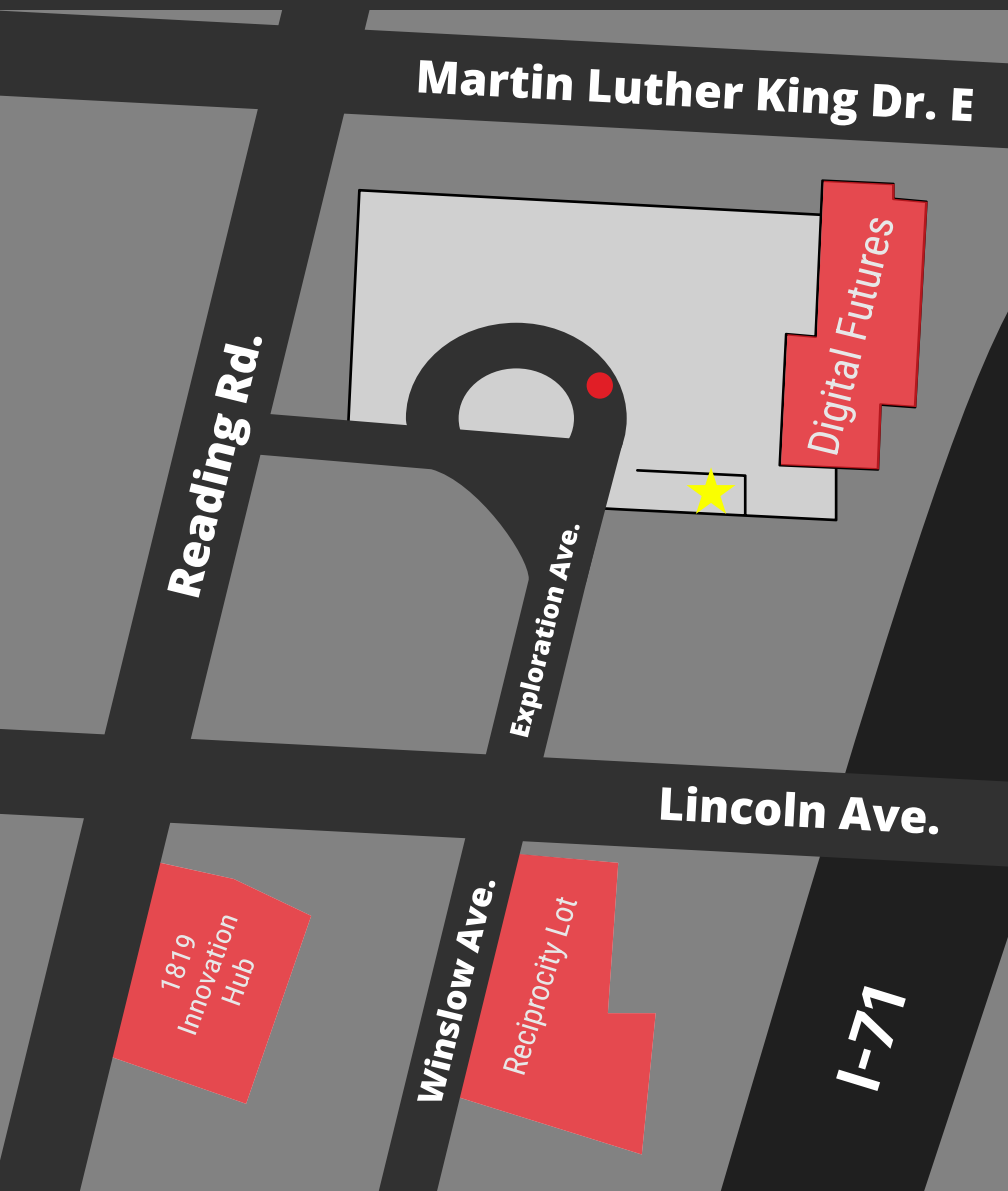 Martin Luther King Dr. E
Digital Futures
Reading Rd.
Exploration Ave.
Lincoln Ave.
1819
Innovation
Hub
Winslow Ave.
Reciprocity Lot
I-71